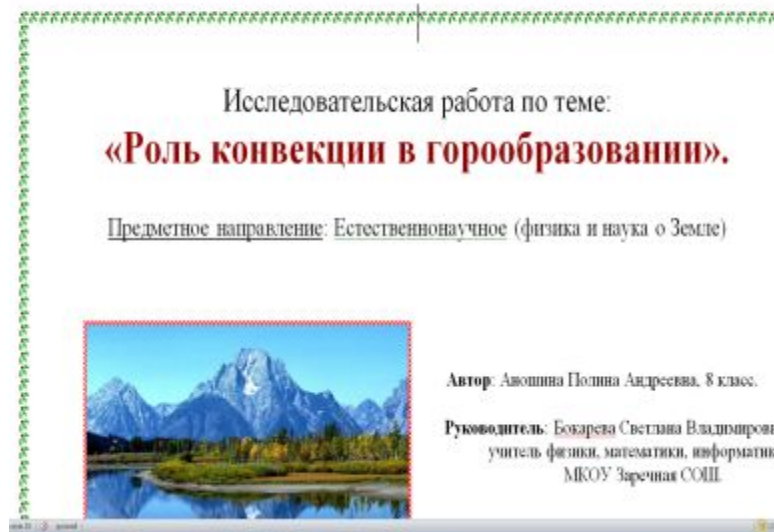 Исследовательская работа по теме:
«Роль конвекции в горообразовании».
Предметное направление: Естественнонаучное (физика и наука о Земле)
Автор: Аношина Полина Андреевна, 8 класс.
Руководитель: Бокарева Светлана Владимировн
учитель физики, математики, информатик
МКОУ Заречная СОШ.